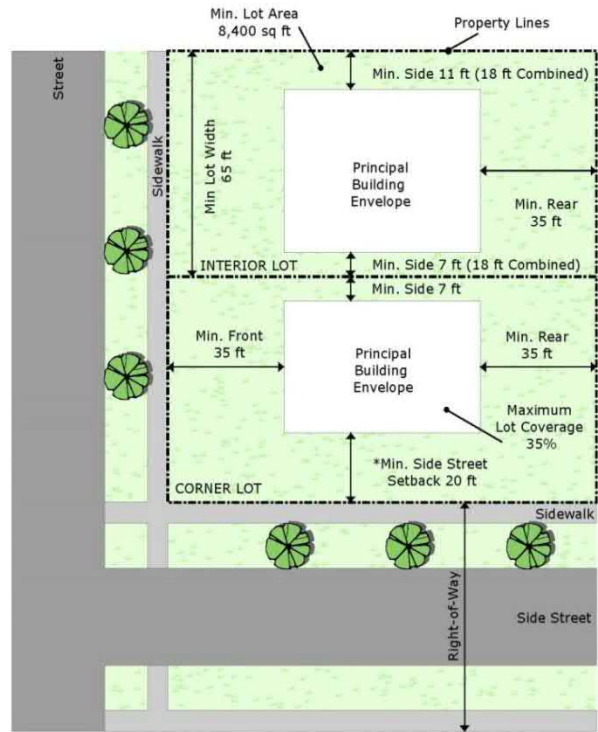 Min. Lot Area
8,400 sq ft
Property Lines
Street
Min. Side 11 ft (18 ft Combined)
Sidewalk
Min Lot Width
65 ft
Principal
Building
Envelope
Min. Rear
35 ft
INTERIOR LOT
Min. Side 7 ft (18 ft Combined)
Min. Side 7 ft
Min. Front
35 ft
Principal
Building
Envelope
Min. Rear
35 ft
Maximum
Lot Coverage
35%
*Min. Side Street
Setback 20 ft
CORNER LOT
Sidewalk
Right-of-Way
Side Street